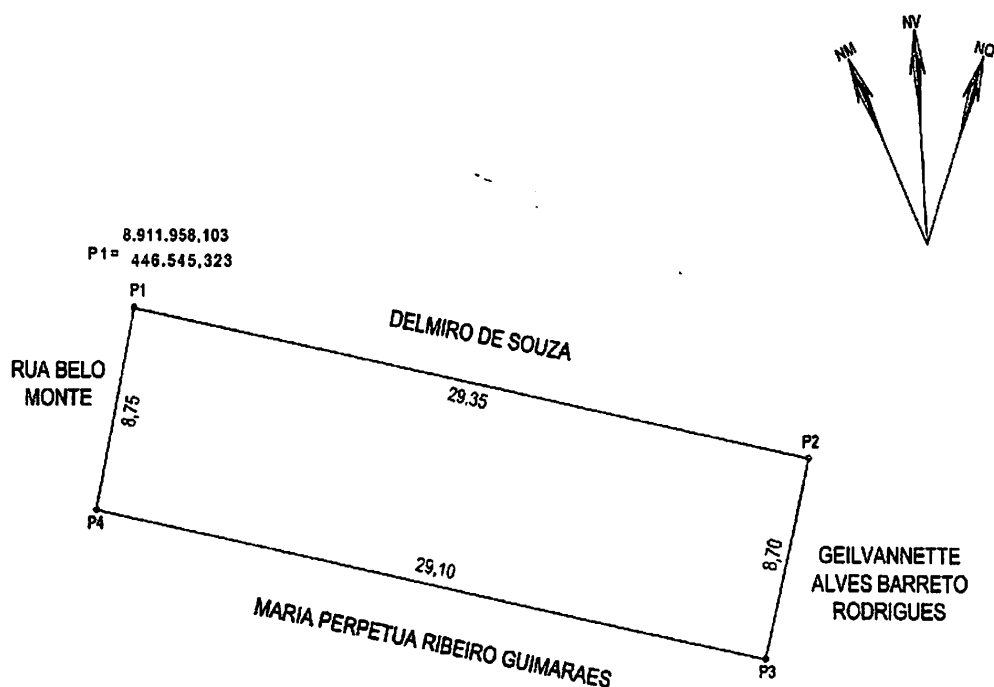 NM
NV
NQ
8.911.958,103
P1=
446.545,323
P1
DELMIRO DE SOUZA
RUA BELO
MONTE
8,75
29,35
P2
P4
29,10
8,70
GEILVANNETTE
ALVES BARRETO
RODRIGUES
MARIA PERPETUA RIBEIRO GUIMARAES
P3